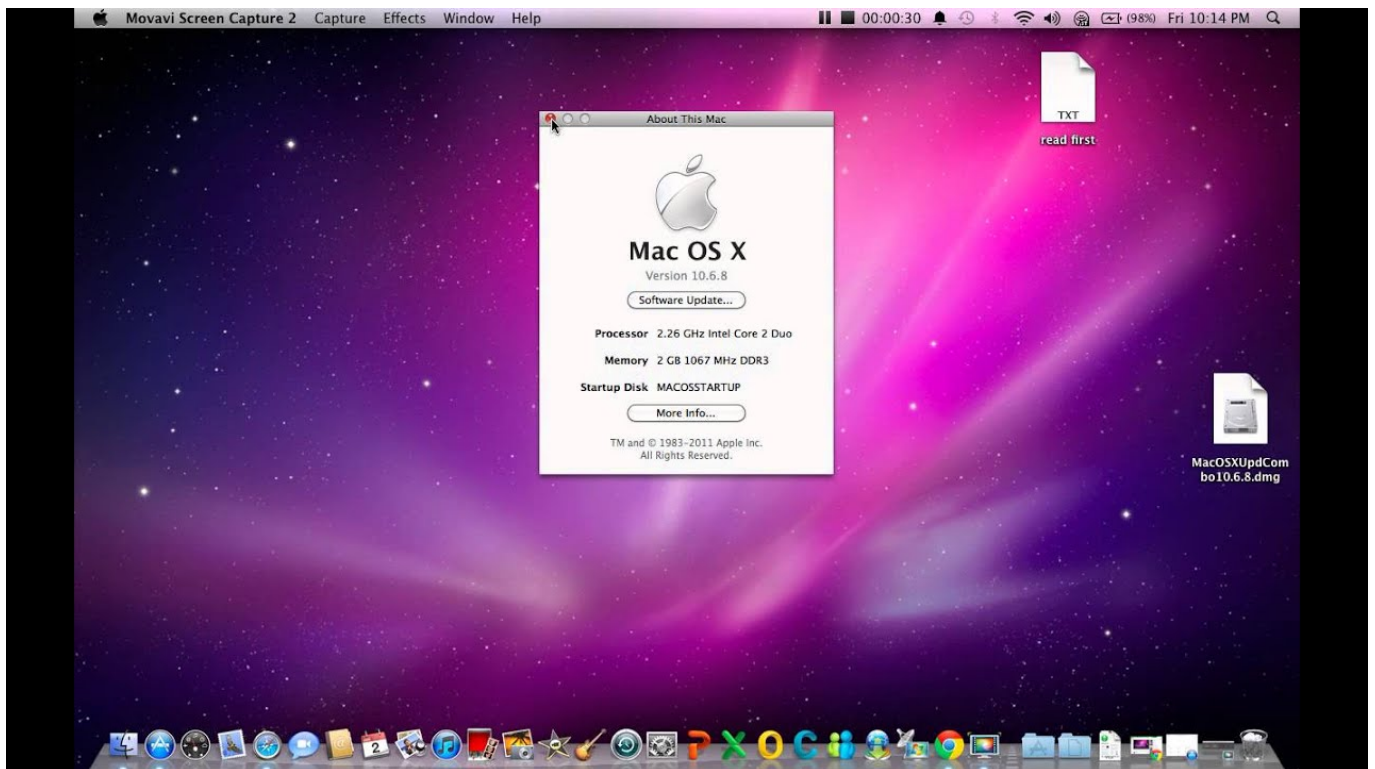 Movavi Screen Capture 2 Capture Effects Window Help 00:00:30 (98%) Fri 10:14 PM
TXT
read first
About This Mac
Mac OS X
Version 10.6.8
Software Update...
Processor 2.26 GHz Intel Core 2 Duo
Memory 2 GB 1067 MHz DDR3
Startup Disk MACOSSTARTUP
More Info...
TM and © 1983-2011 Apple Inc.
All Rights Reserved.
MacOSXUpdCom
bo10.6.8.dmg
2